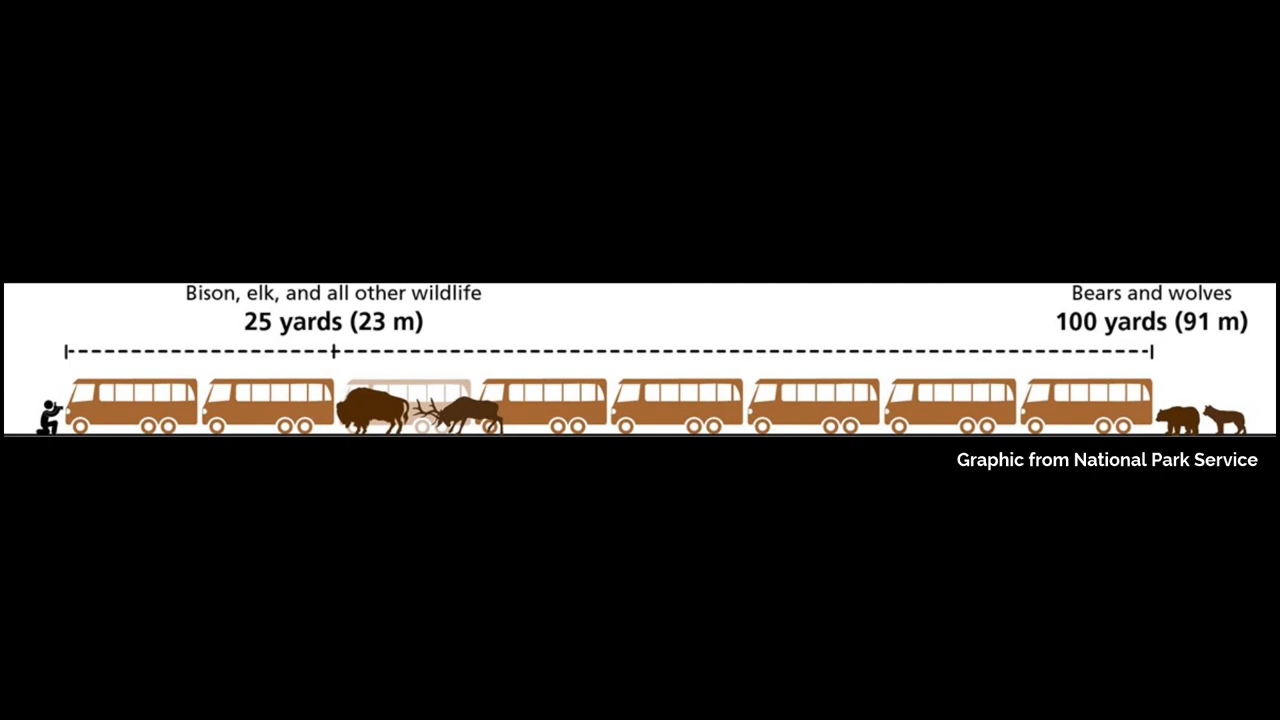 Bison, elk, and all other wildlife
25 yards (23 m)
Bears and wolves
100 yards (91 m)
Graphic from National Park Service